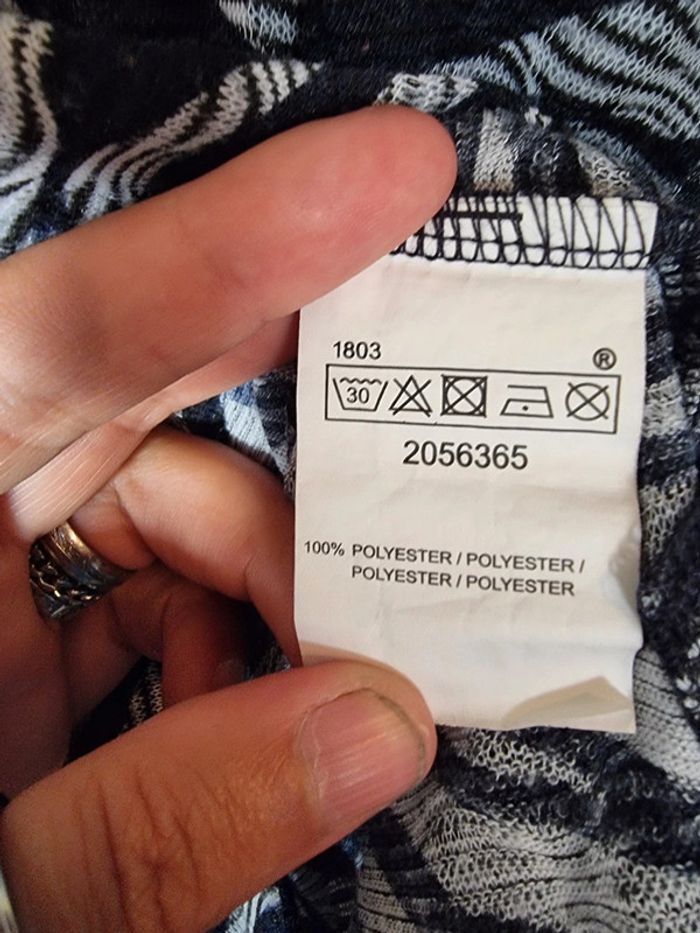 1803
®
30
2056365
100% POLYESTER / POLYESTER /
POLYESTER / POLYESTER